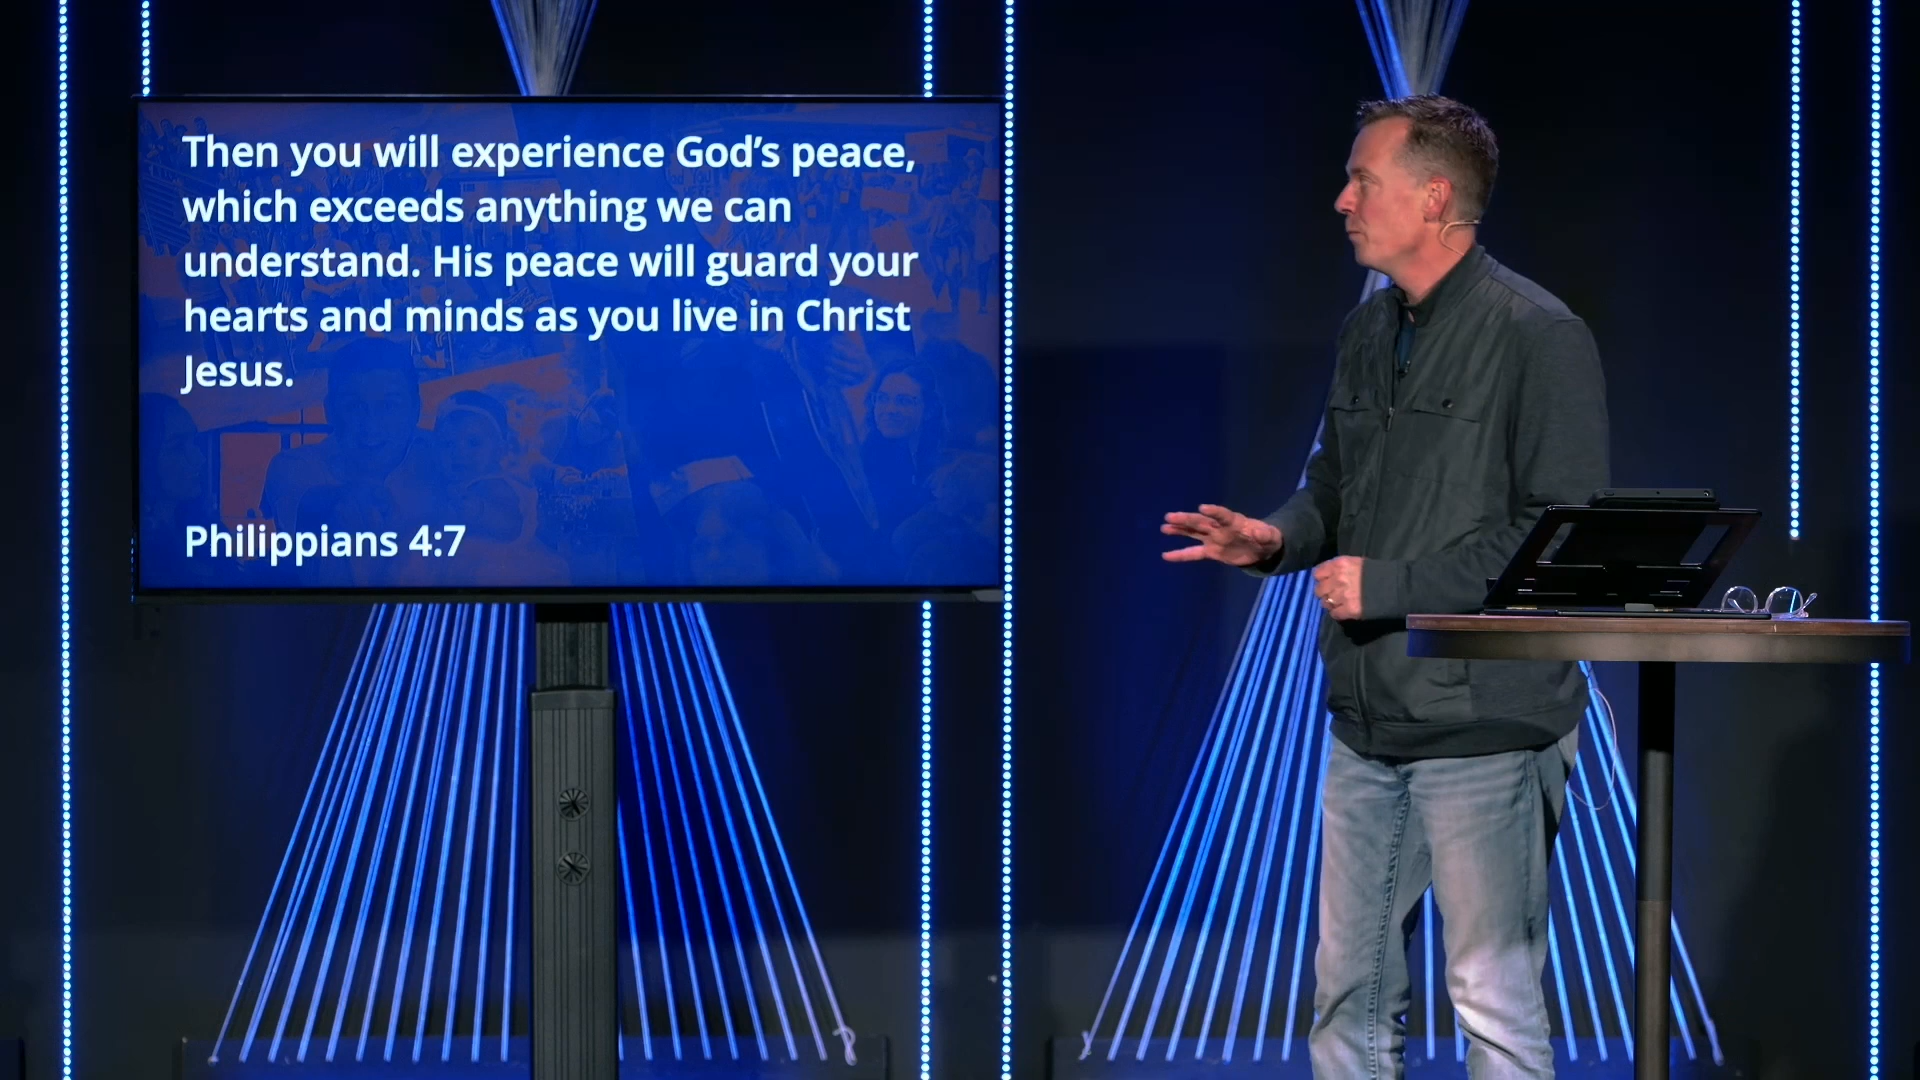 Then you will experience God’s peace,
which exceeds anything we can
understand. His peace will guard your
hearts and minds as you live in Christ
Jesus.
Philippians 4:7